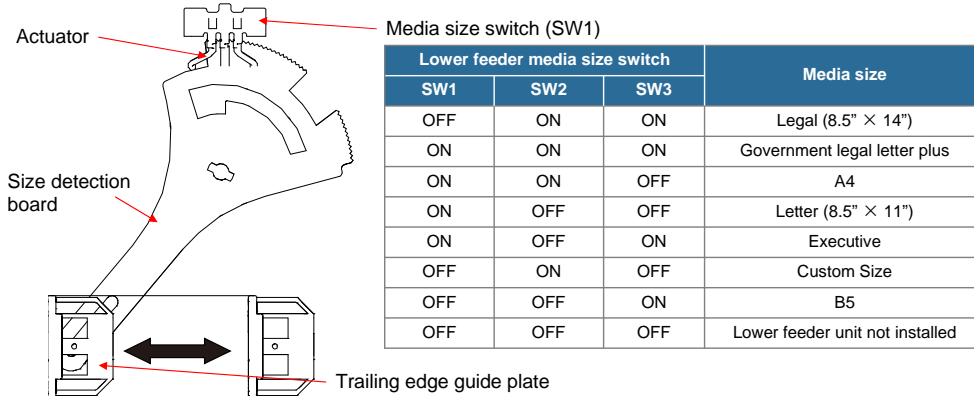 Actuator
Media size switch (SW1)
Lower feeder media size switch Media size
SW1 SW2 SW3
OFF ON ON Legal (8.5” × 14”)
ON ON ON Government legal letter plus
ON ON OFF A4
ON OFF OFF Letter (8.5” × 11”)
ON OFF ON Executive
OFF ON OFF Custom Size
OFF OFF ON B5
OFF OFF OFF Lower feeder unit not installed
Size detection
board
Trailing edge guide plate